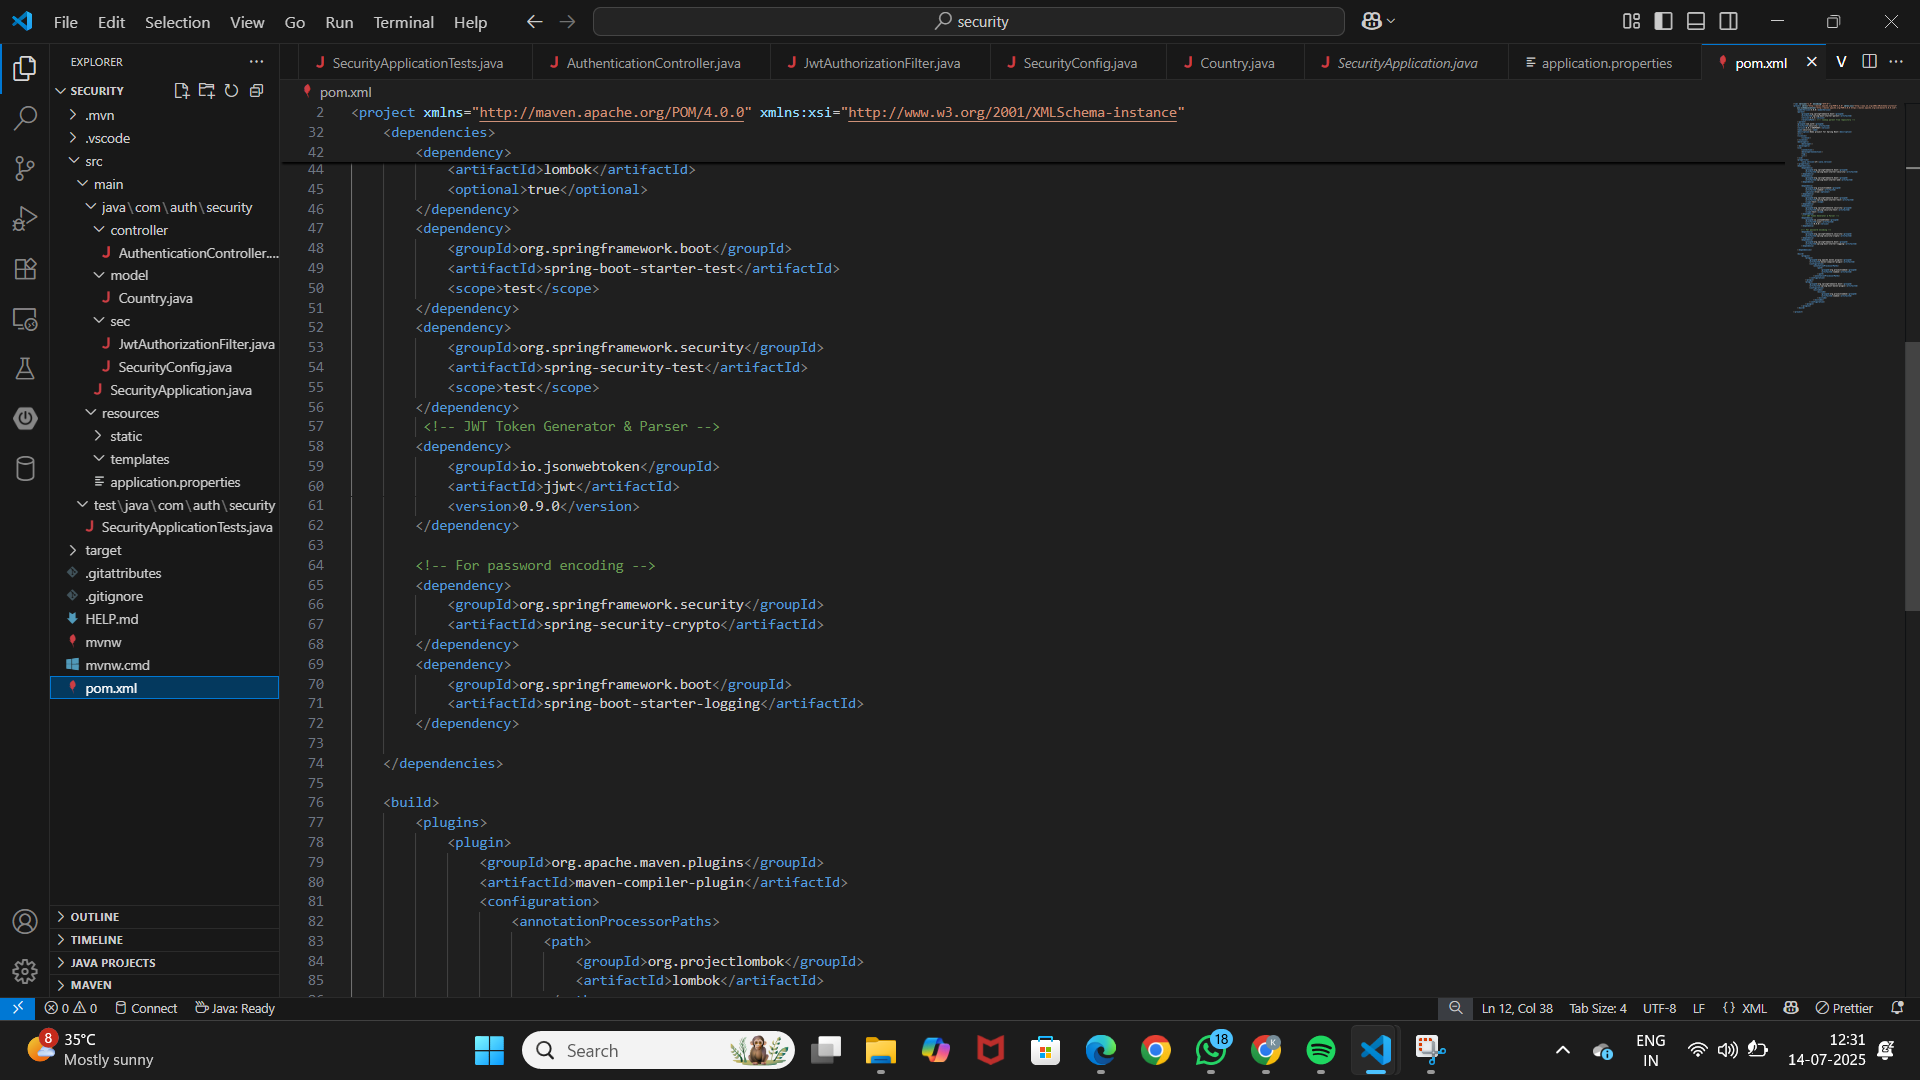 File Edit Selection View Go Run Terminal Help
security
EXPLORER
SECURITY
.mvn
.vscode
src
main
java\com\auth\security
controller
AuthenticationController....
model
Country.java
sec
JwtAuthorizationFilter.java
SecurityConfig.java
SecurityApplication.java
resources
static
templates
application.properties
test\java\com\auth\security
SecurityApplicationTests.java
target
.gitattributes
.gitignore
HELP.md
mvnw
mvnw.cmd
pom.xml
OUTLINE
TIMELINE
JAVA PROJECTS
MAVEN
SecurityApplicationTests.java AuthenticationController.java JwtAuthorizationFilter.java SecurityConfig.java Country.java SecurityApplication.java application.properties pom.xml
pom.xml
2 <project xmlns="http://maven.apache.org/POM/4.0.0" xmlns:xsi="http://www.w3.org/2001/XMLSchema-instance"
32 <dependencies>
42 <dependency>
44 <artifactId>lombok</artifactId>
45 <optional>true</optional>
46 </dependency>
47 <dependency>
48 <groupId>org.springframework.boot</groupId>
49 <artifactId>spring-boot-starter-test</artifactId>
50 <scope>test</scope>
51 </dependency>
52 <dependency>
53 <groupId>org.springframework.security</groupId>
54 <artifactId>spring-security-test</artifactId>
55 <scope>test</scope>
56 </dependency>
57 <!-- JWT Token Generator & Parser -->
58 <dependency>
59 <groupId>io.jsonwebtoken</groupId>
60 <artifactId>jjwt</artifactId>
61 <version>0.9.0</version>
62 </dependency>
63
64 <!-- For password encoding -->
65 <dependency>
66 <groupId>org.springframework.security</groupId>
67 <artifactId>spring-security-crypto</artifactId>
68 </dependency>
69 <dependency>
70 <groupId>org.springframework.boot</groupId>
71 <artifactId>spring-boot-starter-logging</artifactId>
72 </dependency>
73
74 </dependencies>
75
76 <build>
77 <plugins>
78 <plugin>
79 <groupId>org.apache.maven.plugins</groupId>
80 <artifactId>maven-compiler-plugin</artifactId>
81 <configuration>
82 <annotationProcessorPaths>
83 <path>
84 <groupId>org.projectlombok</groupId>
85 <artifactId>lombok</artifactId>
0 0 Connect Java: Ready Ln 12, Col 38 Tab Size: 4 UTF-8 LF {} XML Prettier
8 35°C
Mostly sunny
Search
18
ENG
IN
12:31
14-07-2025